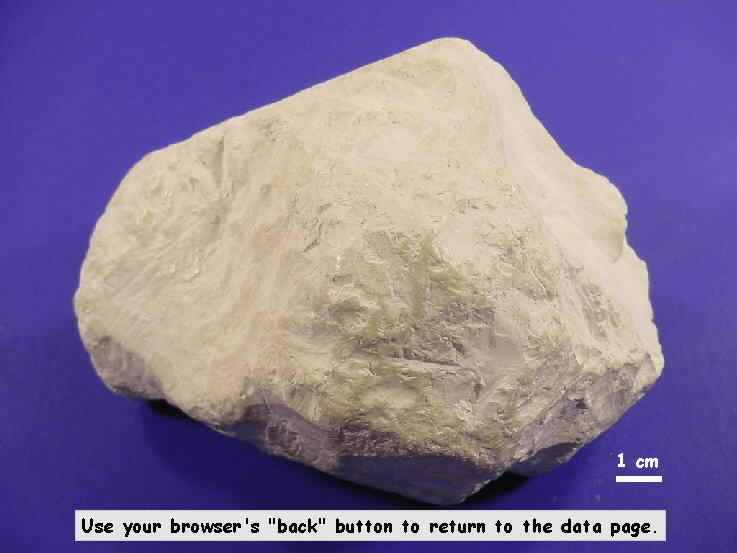 1 cm
Use your browser's "back" button to return to the data page.